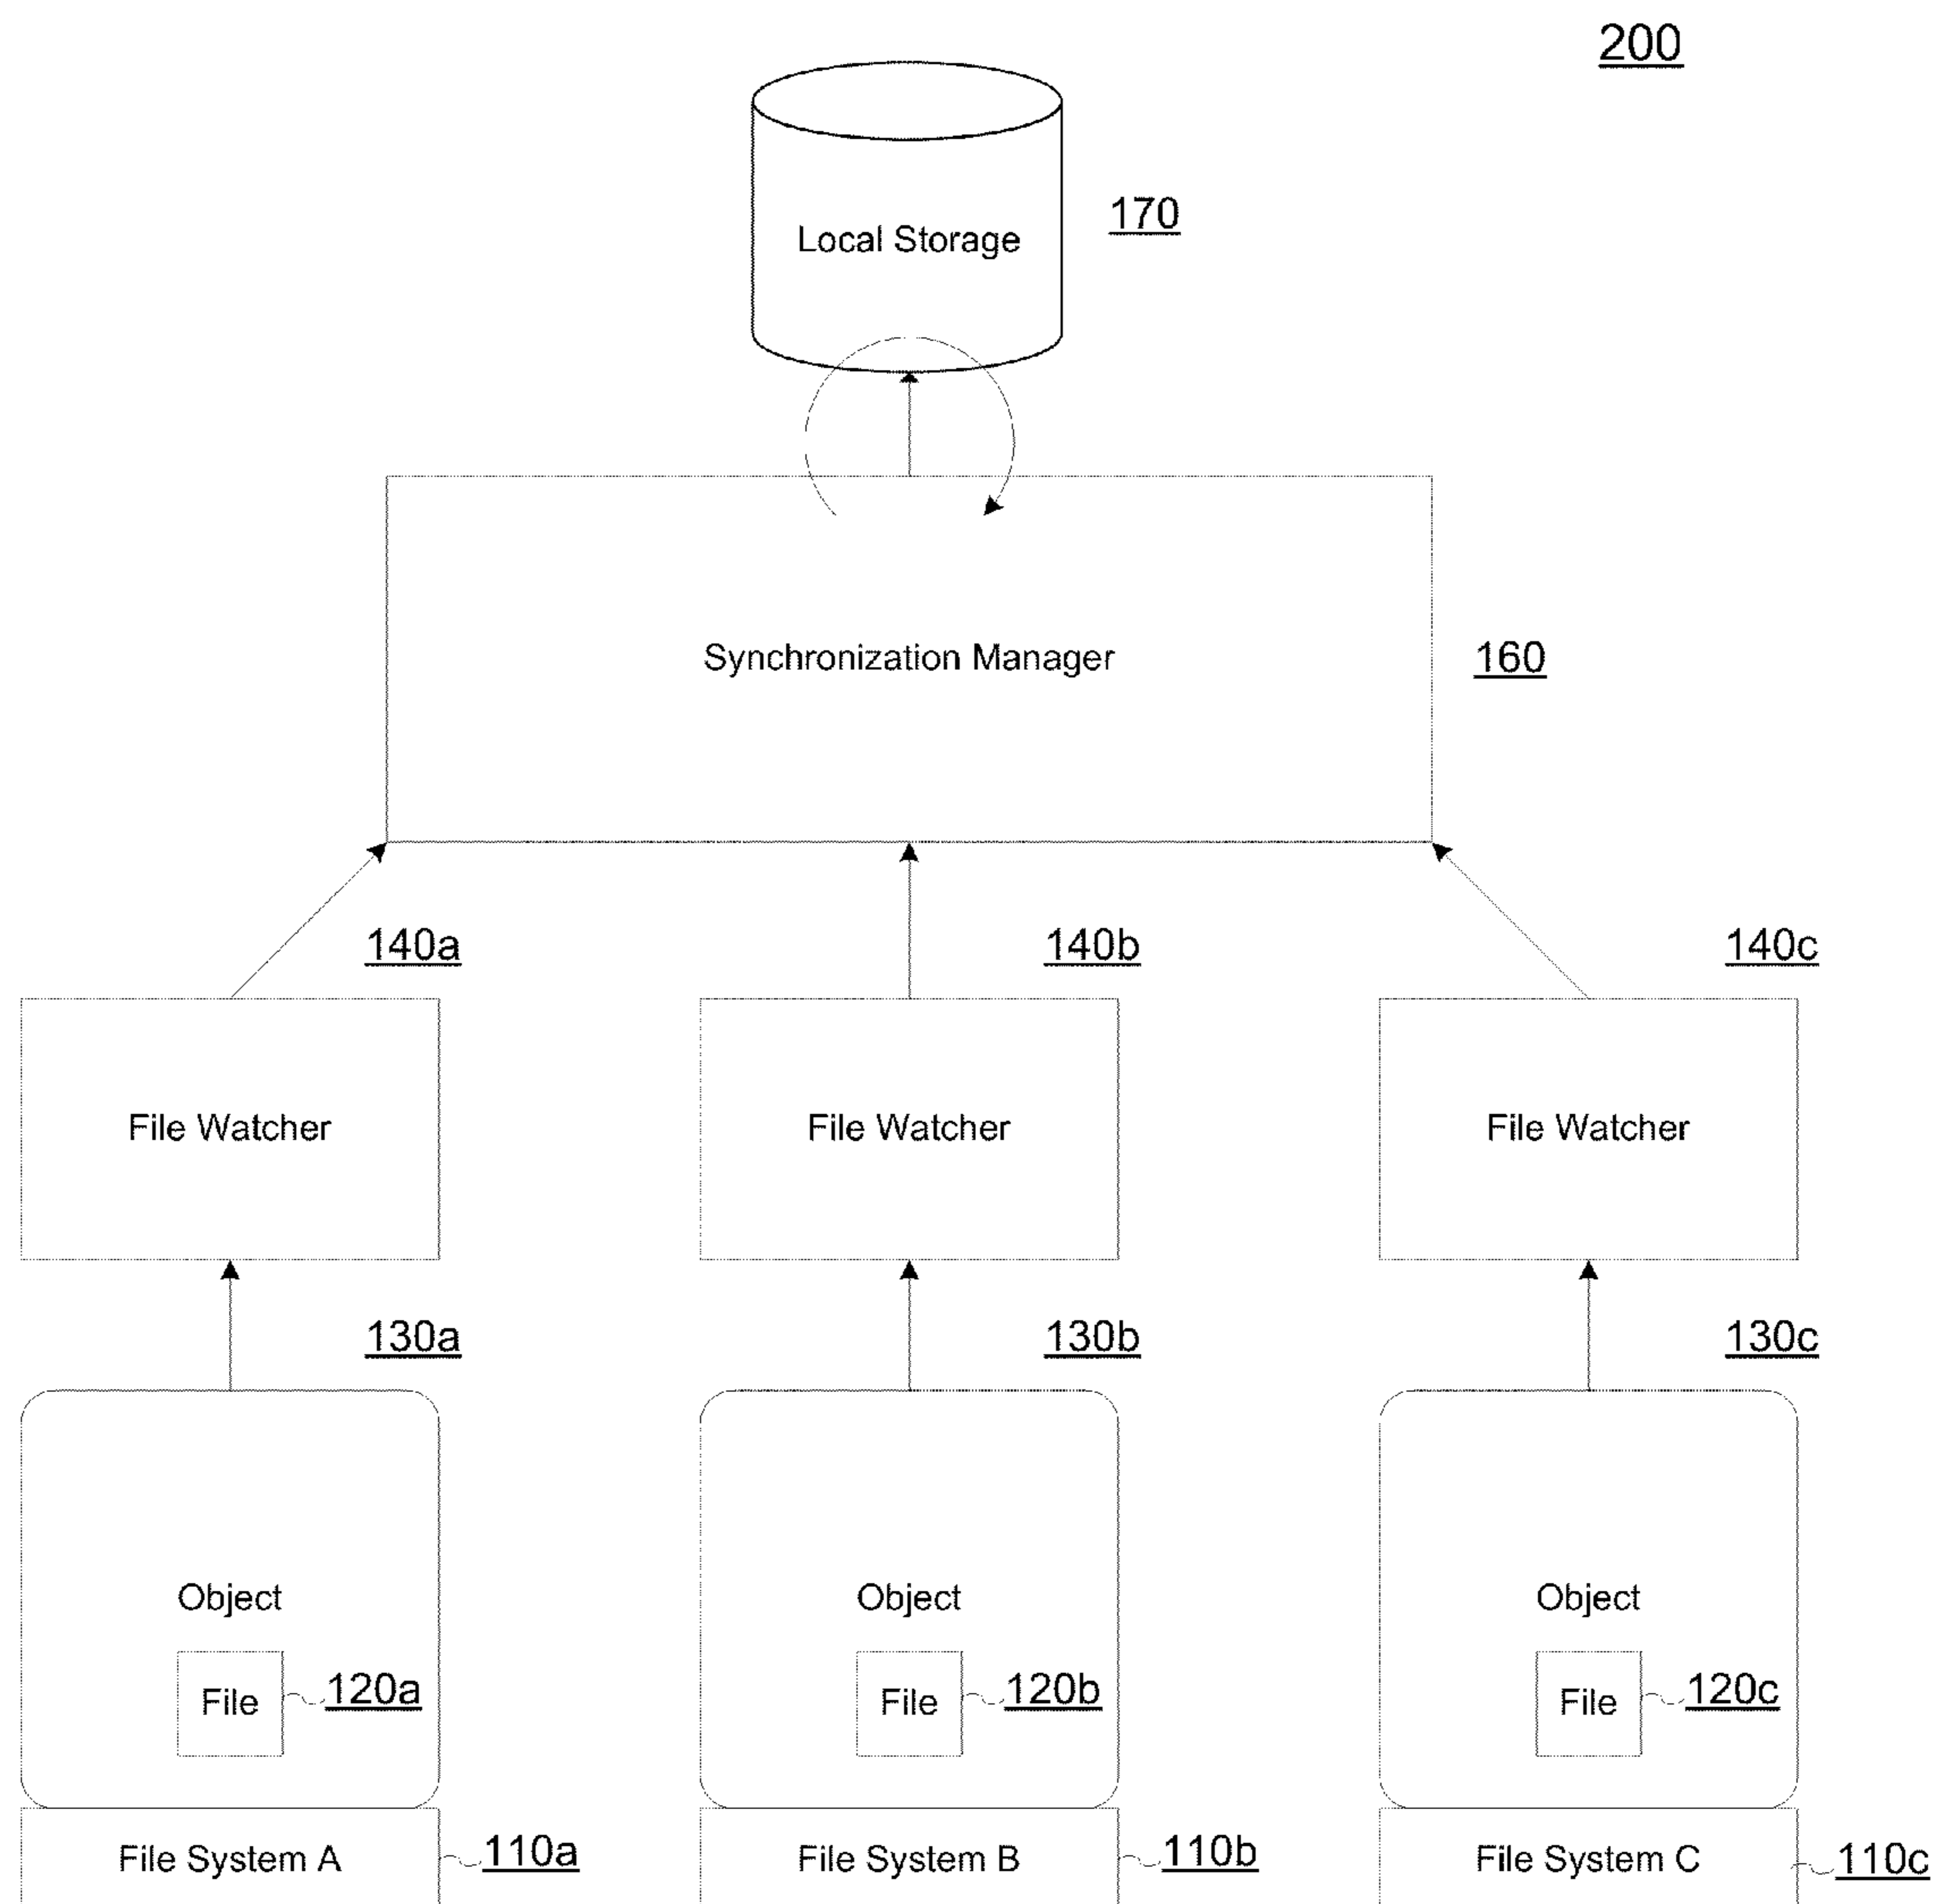 200
Local Storage
170
Synchronization Manager
160
140a
140b
140c
File Watcher
File Watcher
File Watcher
130a
130b
130c
Object
Object
Object
File
120a
File
120b
File
120c
File System A
110a
File System B
110b
File System C
110c